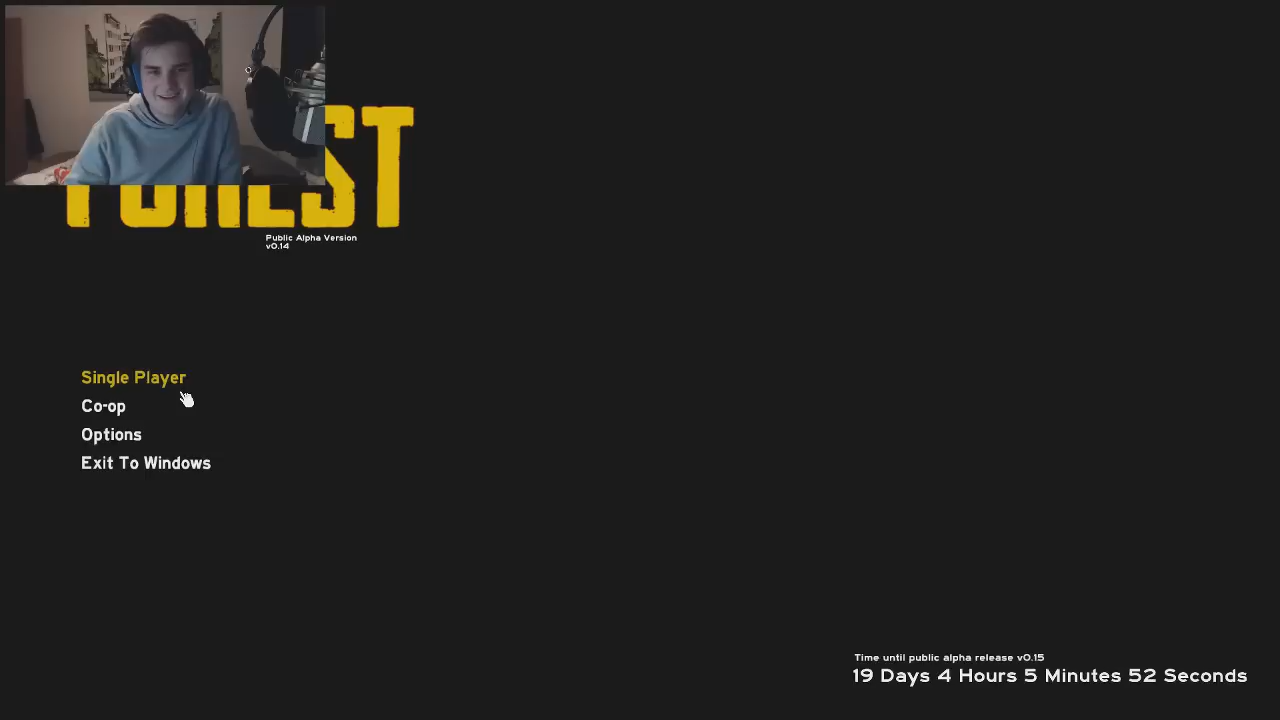 FOREST
Public Alpha Version
v0.14
Single Player
Co-op
Options
Exit To Windows
Time until public alpha release v0.15
19 Days 4 Hours 5 Minutes 52 Seconds